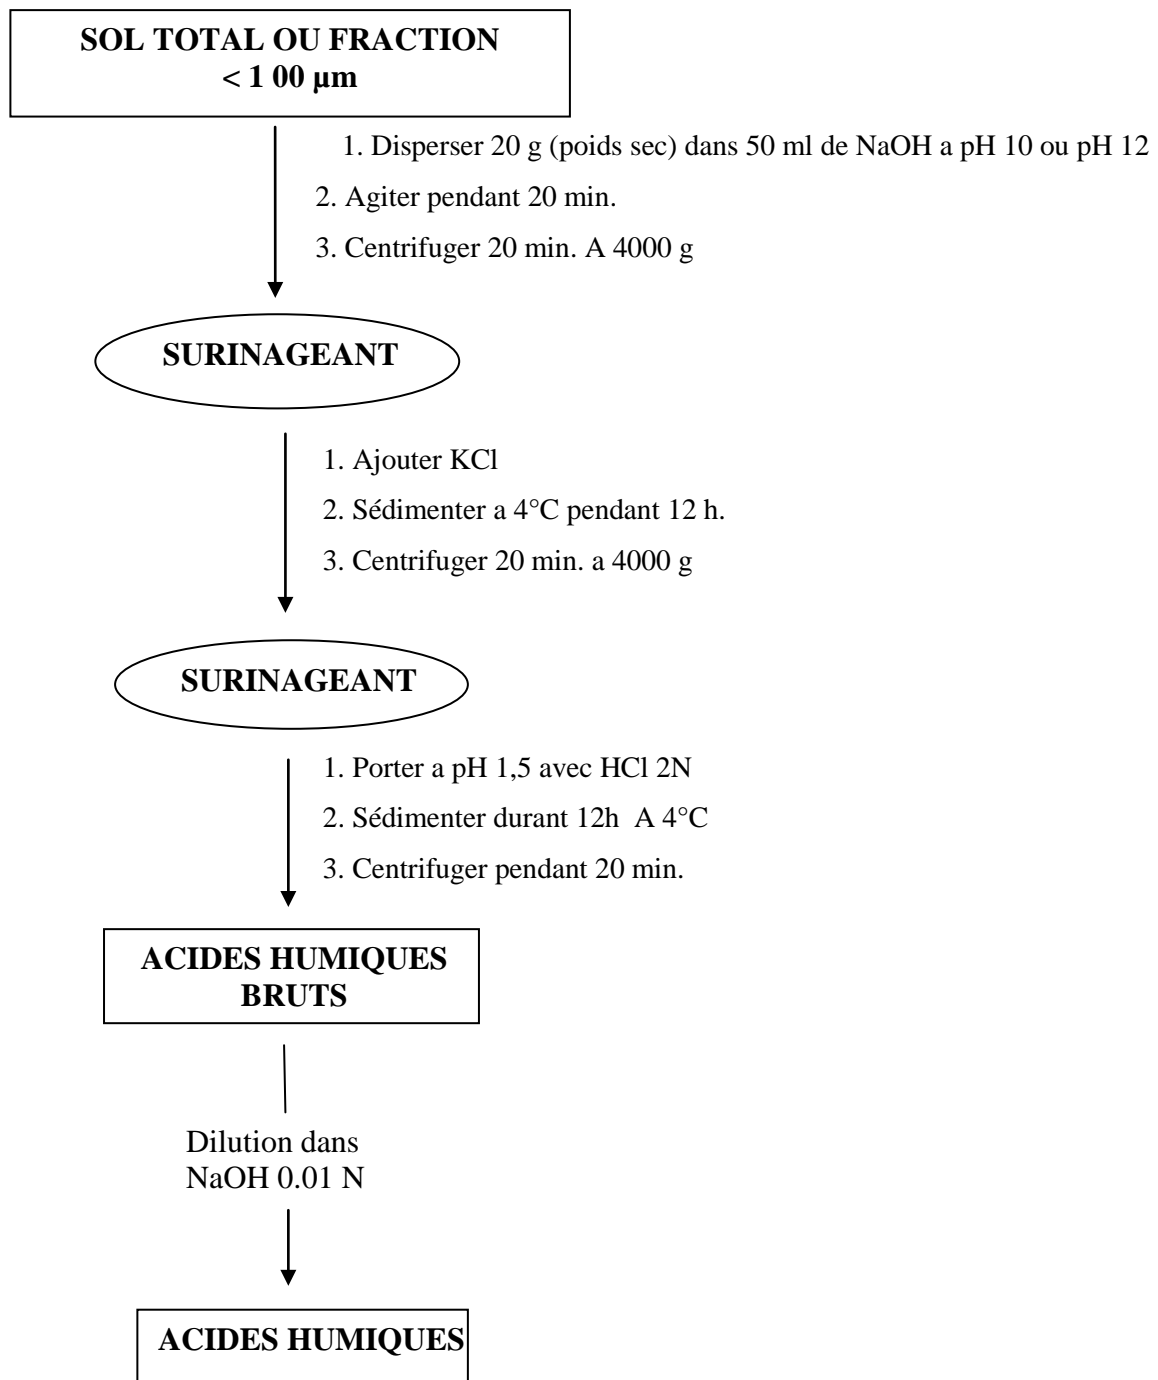 SOL TOTAL OU FRACTION
< 1 00 µm
1. Disperser 20 g (poids sec) dans 50 ml de NaOH a pH 10 ou pH 12
2. Agiter pendant 20 min.
3. Centrifuger 20 min. A 4000 g
SURINAGEANT
1. Ajouter KCl
2. Sédimenter a 4°C pendant 12 h.
3. Centrifuger 20 min. a 4000 g
SURINAGEANT
1. Porter a pH 1,5 avec HCl 2N
2. Sédimenter durant 12h  A 4°C
3. Centrifuger pendant 20 min.
ACIDES HUMIQUES
BRUTS
Dilution dans
NaOH 0.01 N
ACIDES HUMIQUES